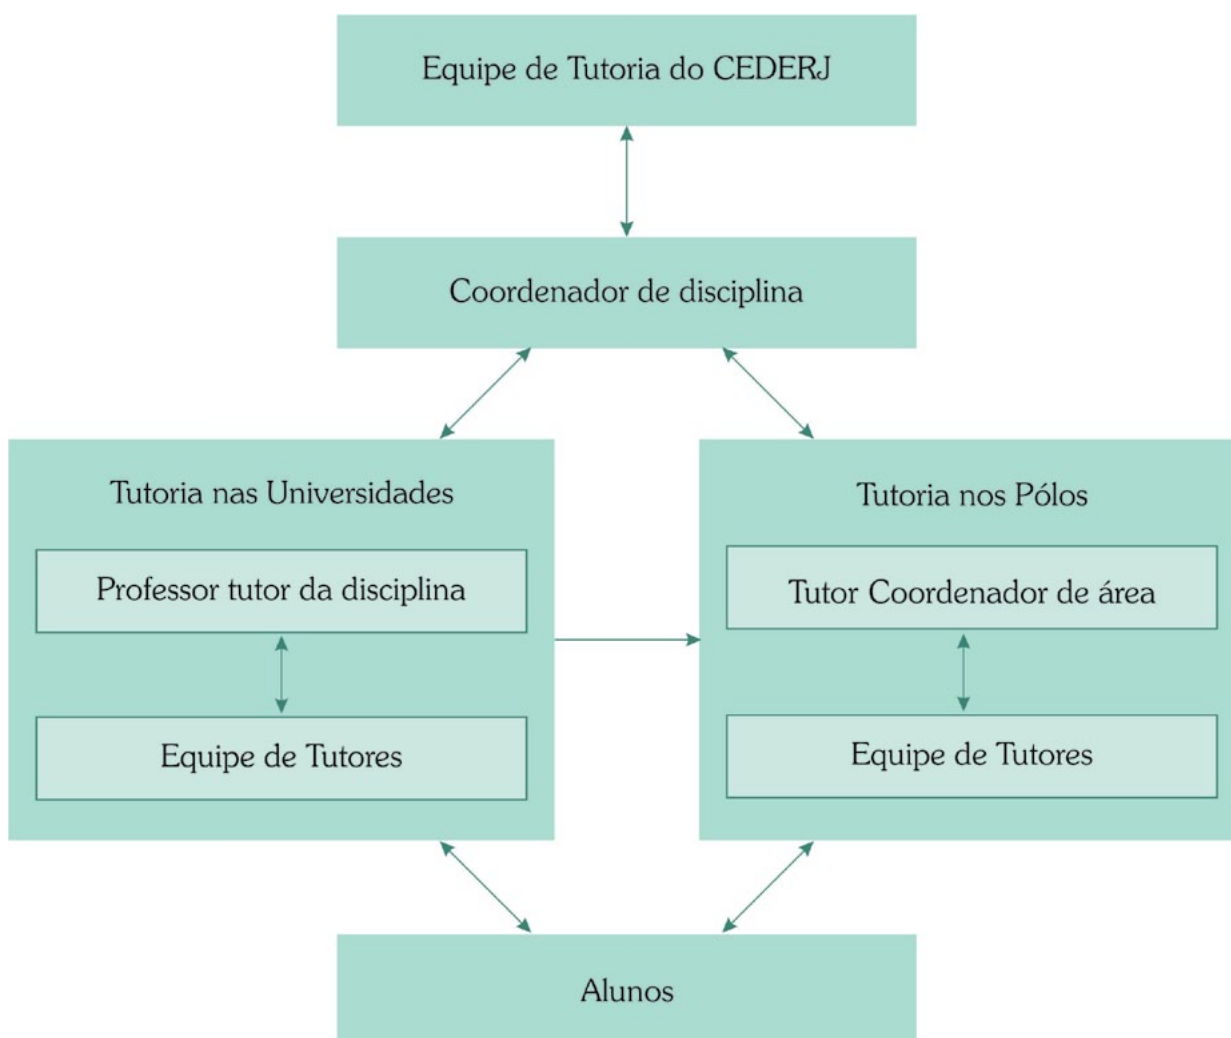 Equipe de Tutoria do CEDERJ
Coordenador de disciplina
Tutoria nas Universidades
Professor tutor da disciplina
Equipe de Tutores
Tutoria nos Pólos
Tutor Coordenador de área
Equipe de Tutores
Alunos